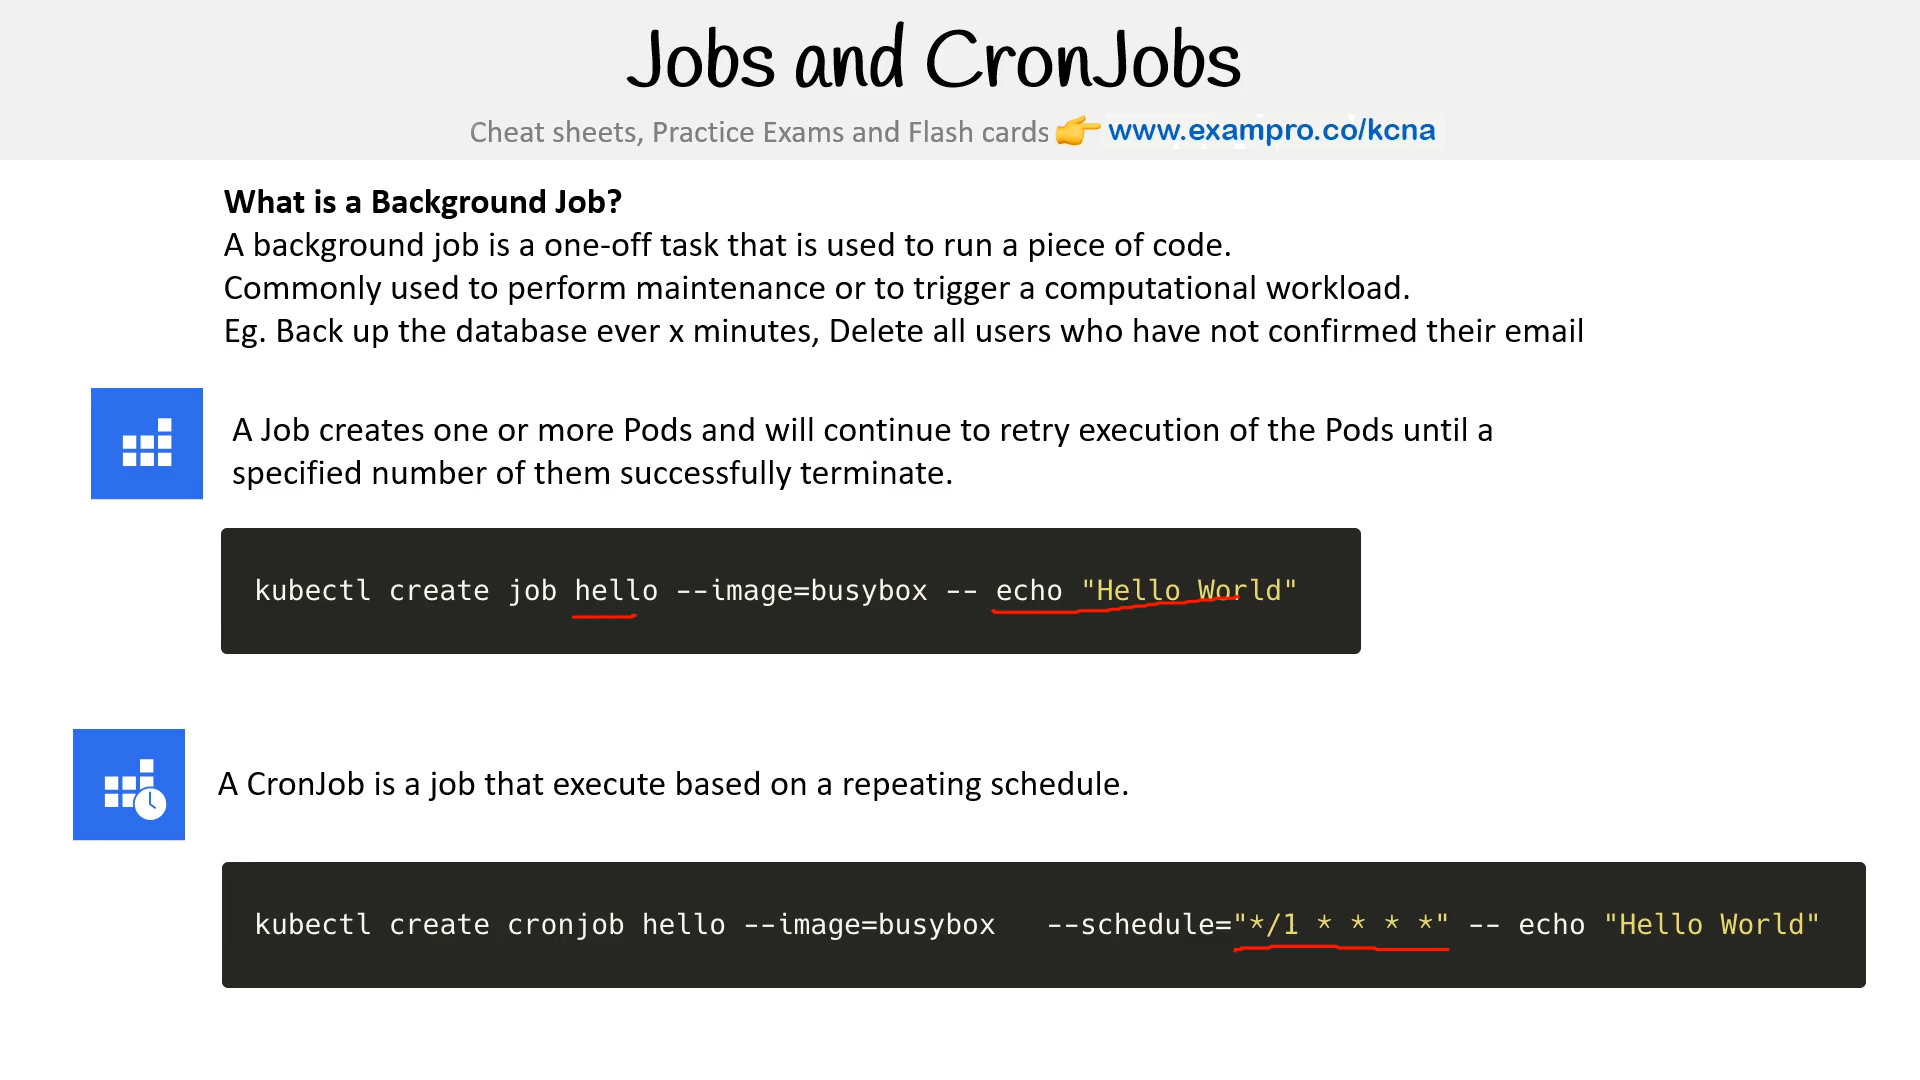 Jobs and CronJobs
Cheat sheets, Practice Exams and Flash cards 👉 www.exampro.co/kcna
What is a Background Job?
A background job is a one-off task that is used to run a piece of code.
Commonly used to perform maintenance or to trigger a computational workload.
Eg. Back up the database ever x minutes, Delete all users who have not confirmed their email
A Job creates one or more Pods and will continue to retry execution of the Pods until a
specified number of them successfully terminate.
kubectl create job hello --image=busybox -- echo "Hello World"
A CronJob is a job that execute based on a repeating schedule.
kubectl create cronjob hello --image=busybox   --schedule="*/1 * * * *" -- echo "Hello World"